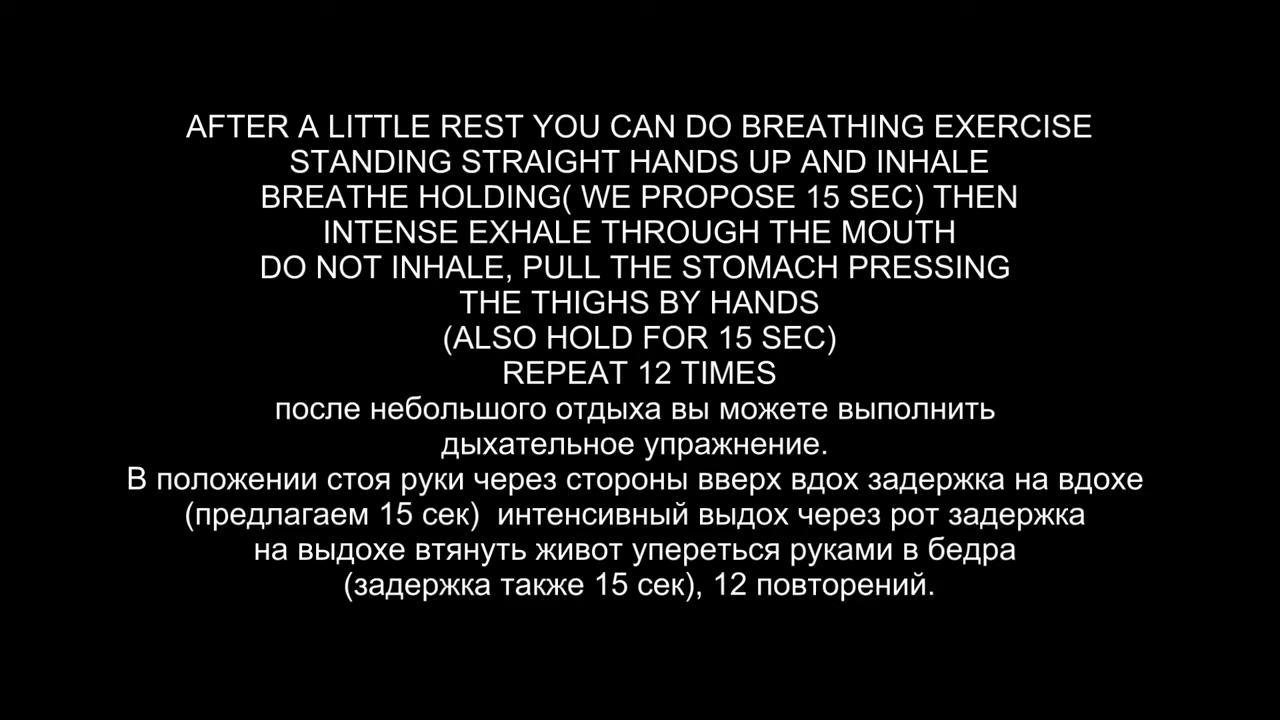 AFTER A LITTLE REST YOU CAN DO BREATHING EXERCISE
STANDING STRAIGHT HANDS UP AND INHALE
BREATHE HOLDING( WE PROPOSE 15 SEC) THEN
INTENSE EXHALE THROUGH THE MOUTH
DO NOT INHALE, PULL THE STOMACH PRESSING
THE THIGHS BY HANDS
(ALSO HOLD FOR 15 SEC)
REPEAT 12 TIMES
после небольшого отдыха вы можете выполнить
дыхательное упражнение.
В положении стоя руки через стороны вверх вдох задержка на вдохе
(предлагаем 15 сек)  интенсивный выдох через рот задержка
на выдохе втянуть живот упереться руками в бедра
(задержка также 15 сек), 12 повторений.